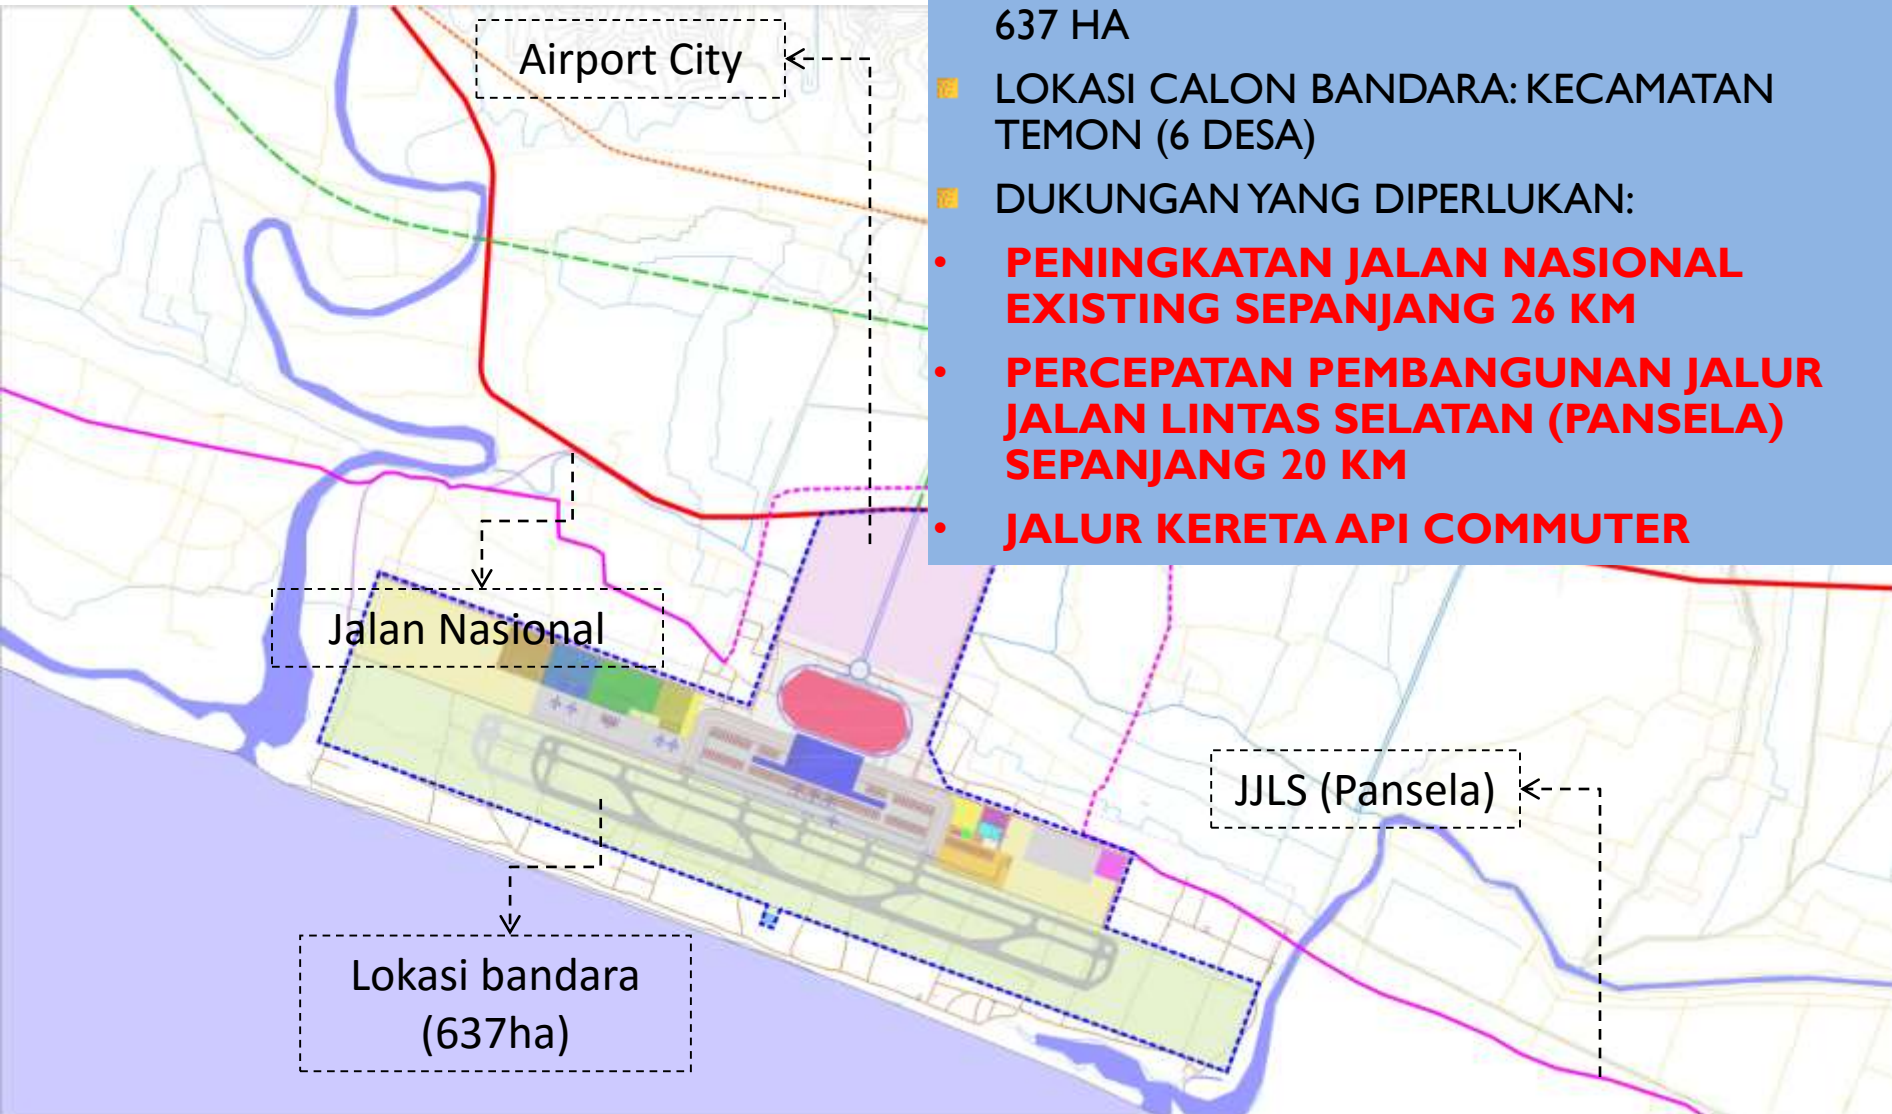 Airport City
637 HA
LOKASI CALON BANDARA: KECAMATAN
TEMON (6 DESA)
DUKUNGAN YANG DIPERLUKAN:
• PENINGKATAN JALAN NASIONAL
EXISTING SEPANJANG 26 KM
• PERCEPATAN PEMBANGUNAN JALUR
JALAN LINTAS SELATAN (PANSELA)
SEPANJANG 20 KM
• JALUR KERETA API COMMUTER
Jalan Nasional
JJLS (Pansela)
Lokasi bandara
(637ha)